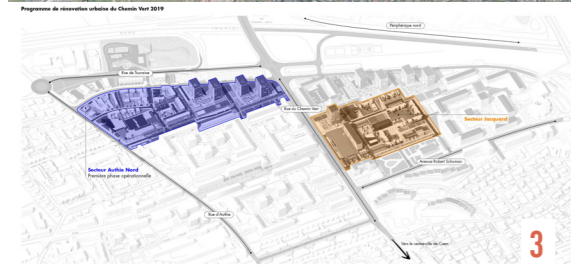 Programme de rénovation urbaine du Chemin Vert 2019
Périphérique nord
Rue de Touraine
Rue du Chemin Vert
Secteur Jacquard
Secteur Authie Nord
Première phase opérationnelle
Avenue Robert Schuman
Rue d'Authie
Vers le centre-ville de Caen
3